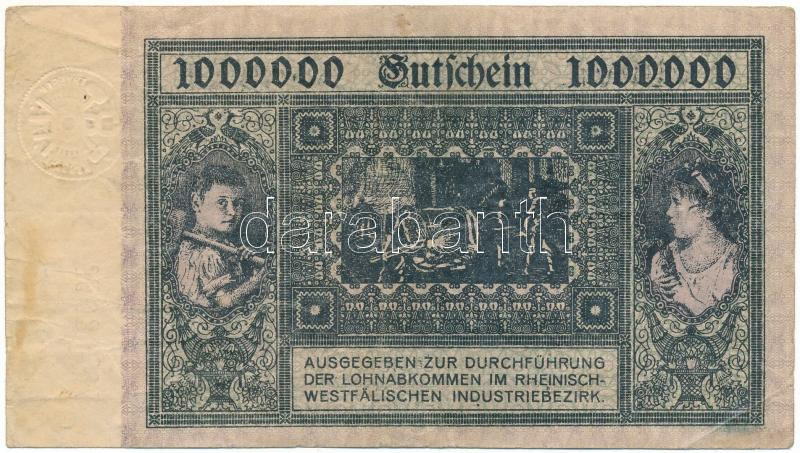 1000000 Gutschein 1000000
darabanth
AUSGEGEBEN ZUR DURCHFÜHRUNG
DER LOHNABKOMMEN IM RHEINISCH-
WESTFÄLISCHEN INDUSTRIEBEZIRK.